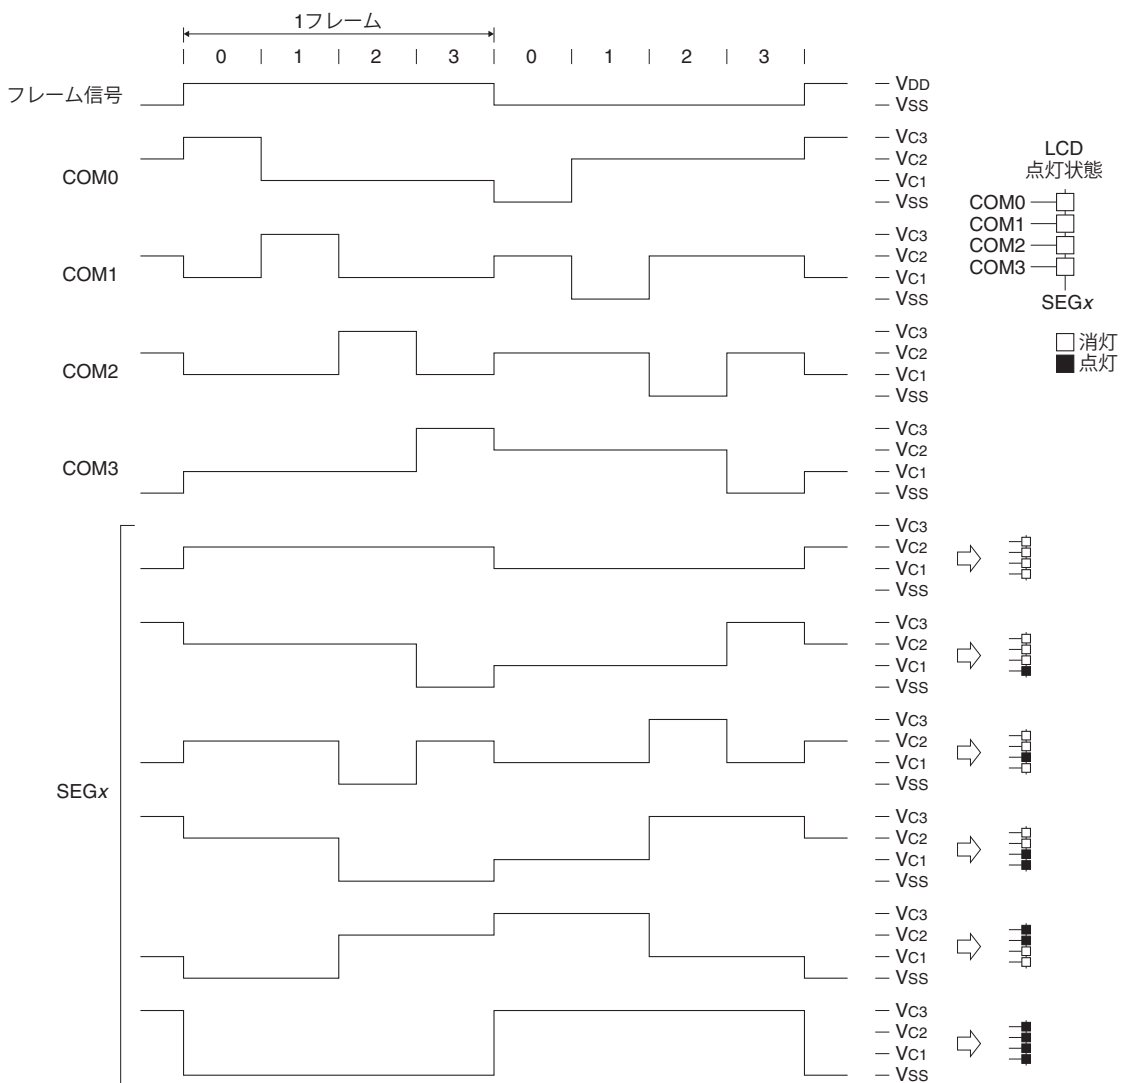 1フレーム
0 1 2 3 0 1 2 3
フレーム信号
VDD
VSS
COM0
VC3
VC2
VC1
VSS
LCD
点灯状態
COM0
COM1
COM2
COM3
SEGx
消灯
点灯
COM1
VC3
VC2
VC1
VSS
COM2
VC3
VC2
VC1
VSS
COM3
VC3
VC2
VC1
VSS
SEGx
VC3
VC2
VC1
VSS
VC3
VC2
VC1
VSS
VC3
VC2
VC1
VSS
VC3
VC2
VC1
VSS
VC3
VC2
VC1
VSS
VC3
VC2
VC1
VSS